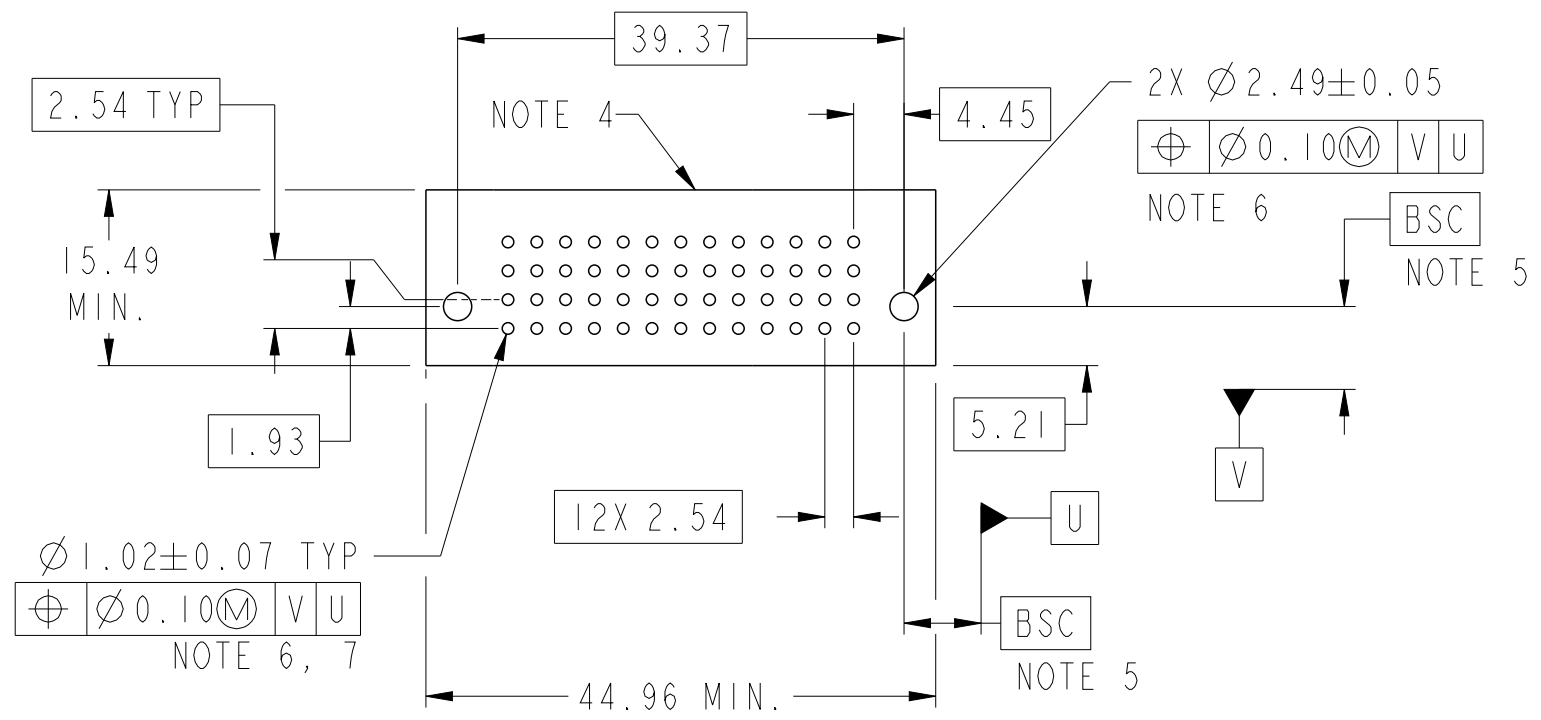 39.37
2.54 TYP
NOTE 4
4.45
2X ∅2.49±0.05
⌖ ∅0.10Ⓜ V U
NOTE 6
BSC
NOTE 5
15.49
MIN.
1.93
5.21
V
12X 2.54
U
∅1.02±0.07 TYP
⌖ ∅0.10Ⓜ V U
NOTE 6, 7
BSC
NOTE 5
44.96 MIN.